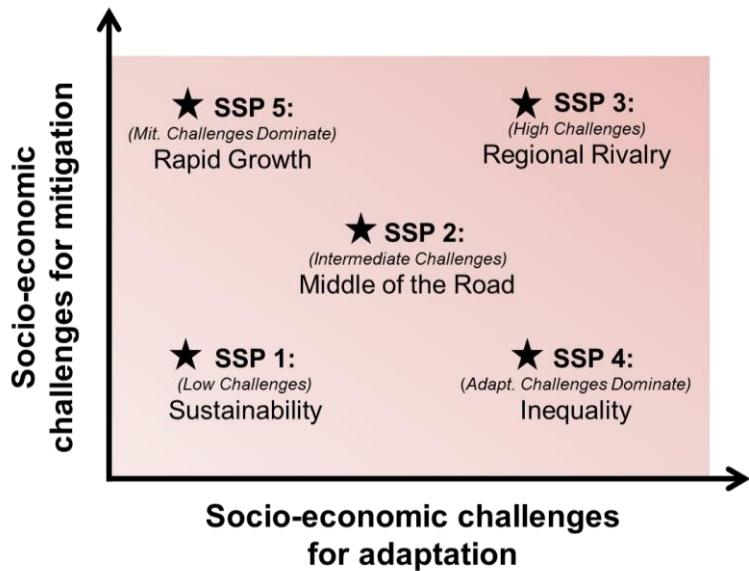 Socio-economic
challenges for mitigation
SSP 5:
(Mit. Challenges Dominate)
Rapid Growth
SSP 3:
(High Challenges)
Regional Rivalry
SSP 2:
(Intermediate Challenges)
Middle of the Road
SSP 1:
(Low Challenges)
Sustainability
SSP 4:
(Adapt. Challenges Dominate)
Inequality
Socio-economic challenges
for adaptation